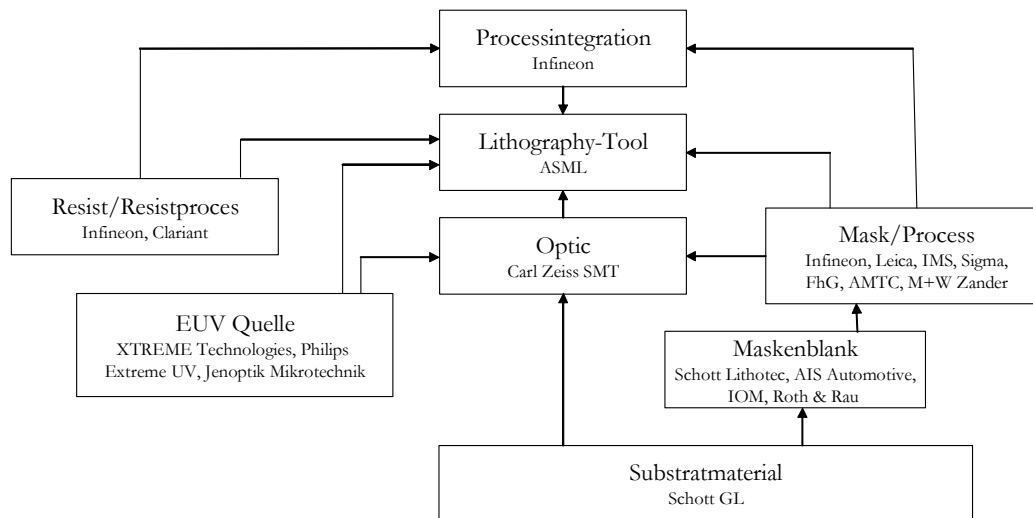 Processintegration
Infineon
Lithography-Tool
ASML
Resist/Resistproces
Infineon, Clariant
Optic
Carl Zeiss SMT
Mask/Process
Infineon, Leica, IMS, Sigma,
FhG, AMTC, M+W Zander
EUV Quelle
XTREME Technologies, Philips
Extreme UV, Jenoptik Mikrotechnik
Maskenblank
Schott Lithotec, AIS Automotive,
IOM, Roth & Rau
Substratmaterial
Schott GL